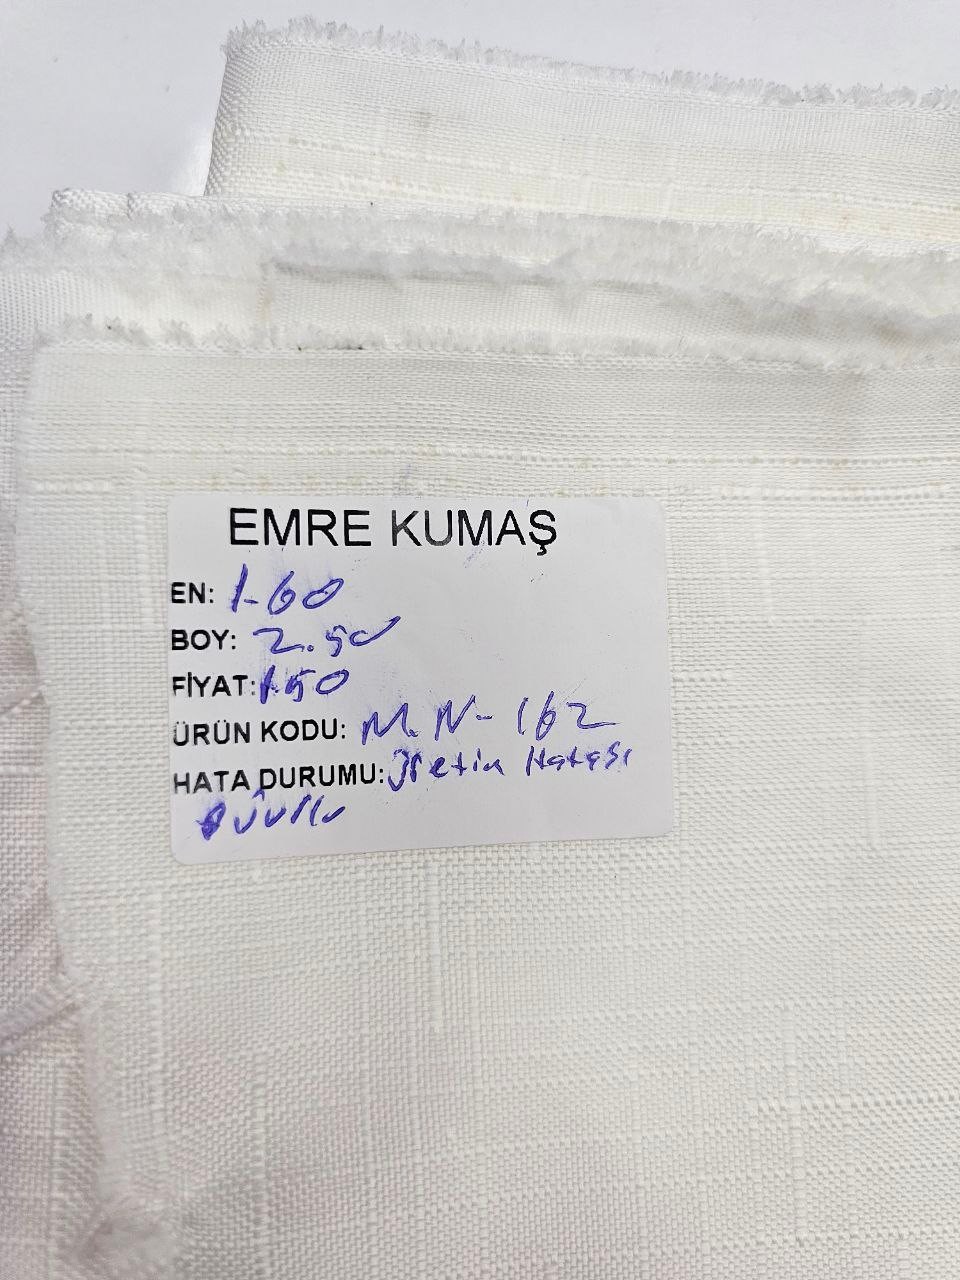 EMRE KUMAŞ
EN: 1-60
BOY: 2.50
FİYAT: 150
ÜRÜN KODU: M.N-162
HATA DURUMU: Üretim Hatası